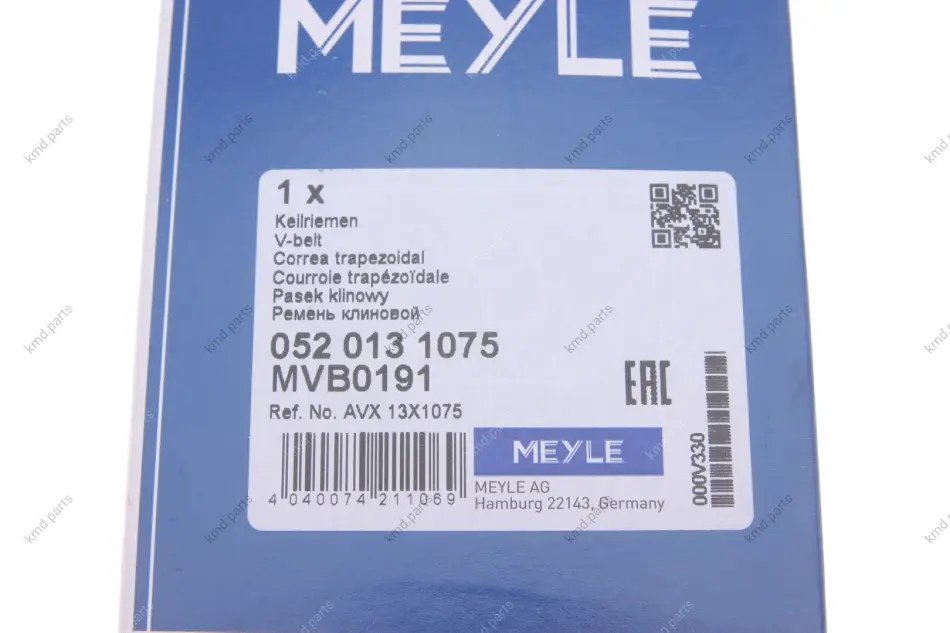 MEYLE
1 x
Keilriemen
V-belt
Correa trapezoidal
Courroie trapézoïdale
Pasek klinowy
Ремень клиновой
052 013 1075
MVB0191
Ref. No. AVX 13X1075
EAC
000V330
MEYLE
MEYLE AG
Hamburg 22143, Germany
4 040074 211069
kmd.parts